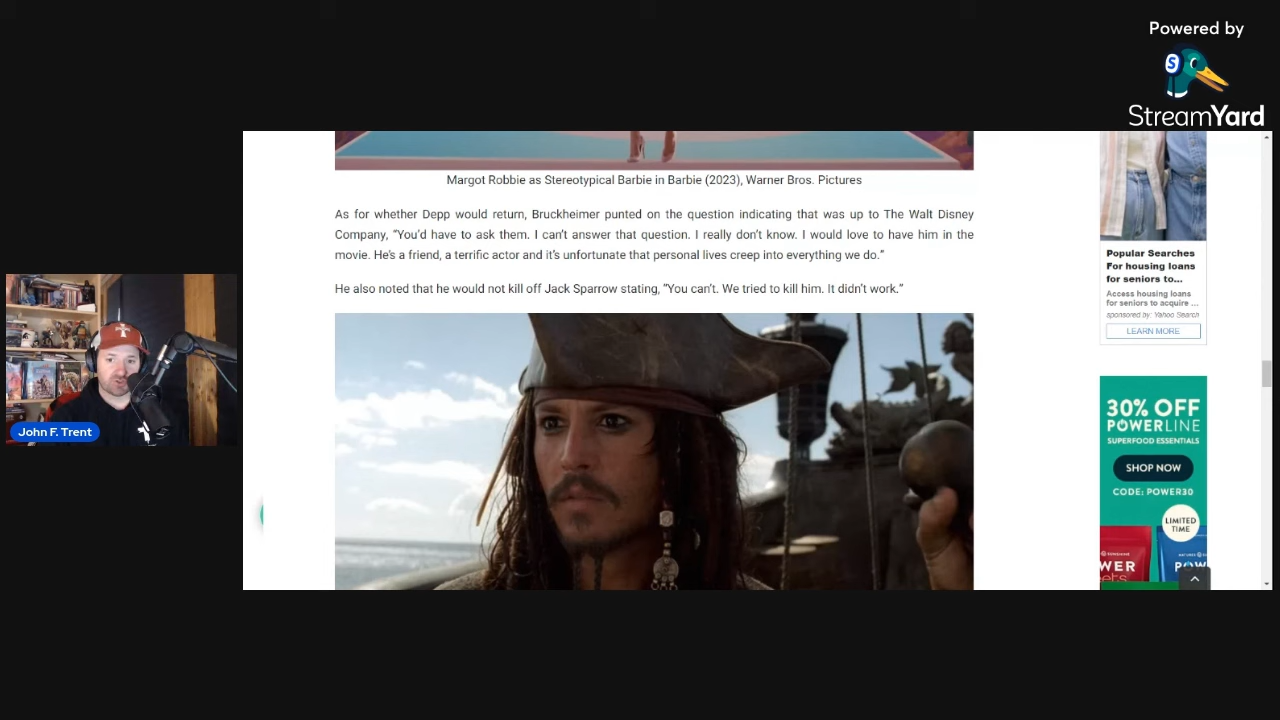 Powered by
StreamYard
Margot Robbie as Stereotypical Barbie in Barbie (2023), Warner Bros. Pictures
As for whether Depp would return, Bruckheimer punted on the question indicating that was up to The Walt Disney
Company, “You’d have to ask them. I can’t answer that question. I really don’t know. I would love to have him in the
movie. He’s a friend, a terrific actor and it’s unfortunate that personal lives creep into everything we do.”
He also noted that he would not kill off Jack Sparrow stating, “You can’t. We tried to kill him. It didn’t work.”
John F. Trent
Popular Searches
For housing loans
for seniors to...
Access housing loans
for seniors to acquire ...
sponsored by: Yahoo Search
LEARN MORE
30% OFF
POWERLINE
SUPERFOOD ESSENTIALS
SHOP NOW
CODE: POWER30
LIMITED
TIME